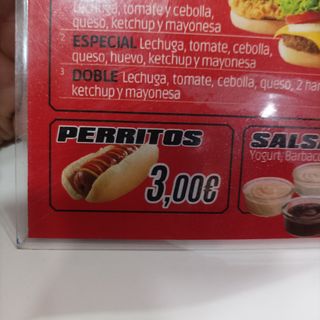 Lechuga, tomate y cebolla,
queso, ketchup y mayonesa
2 ESPECIAL Lechuga, tomate, cebolla,
queso, huevo, ketchup y mayonesa
3 DOBLE Lechuga, tomate, cebolla, queso, 2
ketchup y mayonesa
PERRITOS
3,00€
SALSA
Yogurt, Barbaco